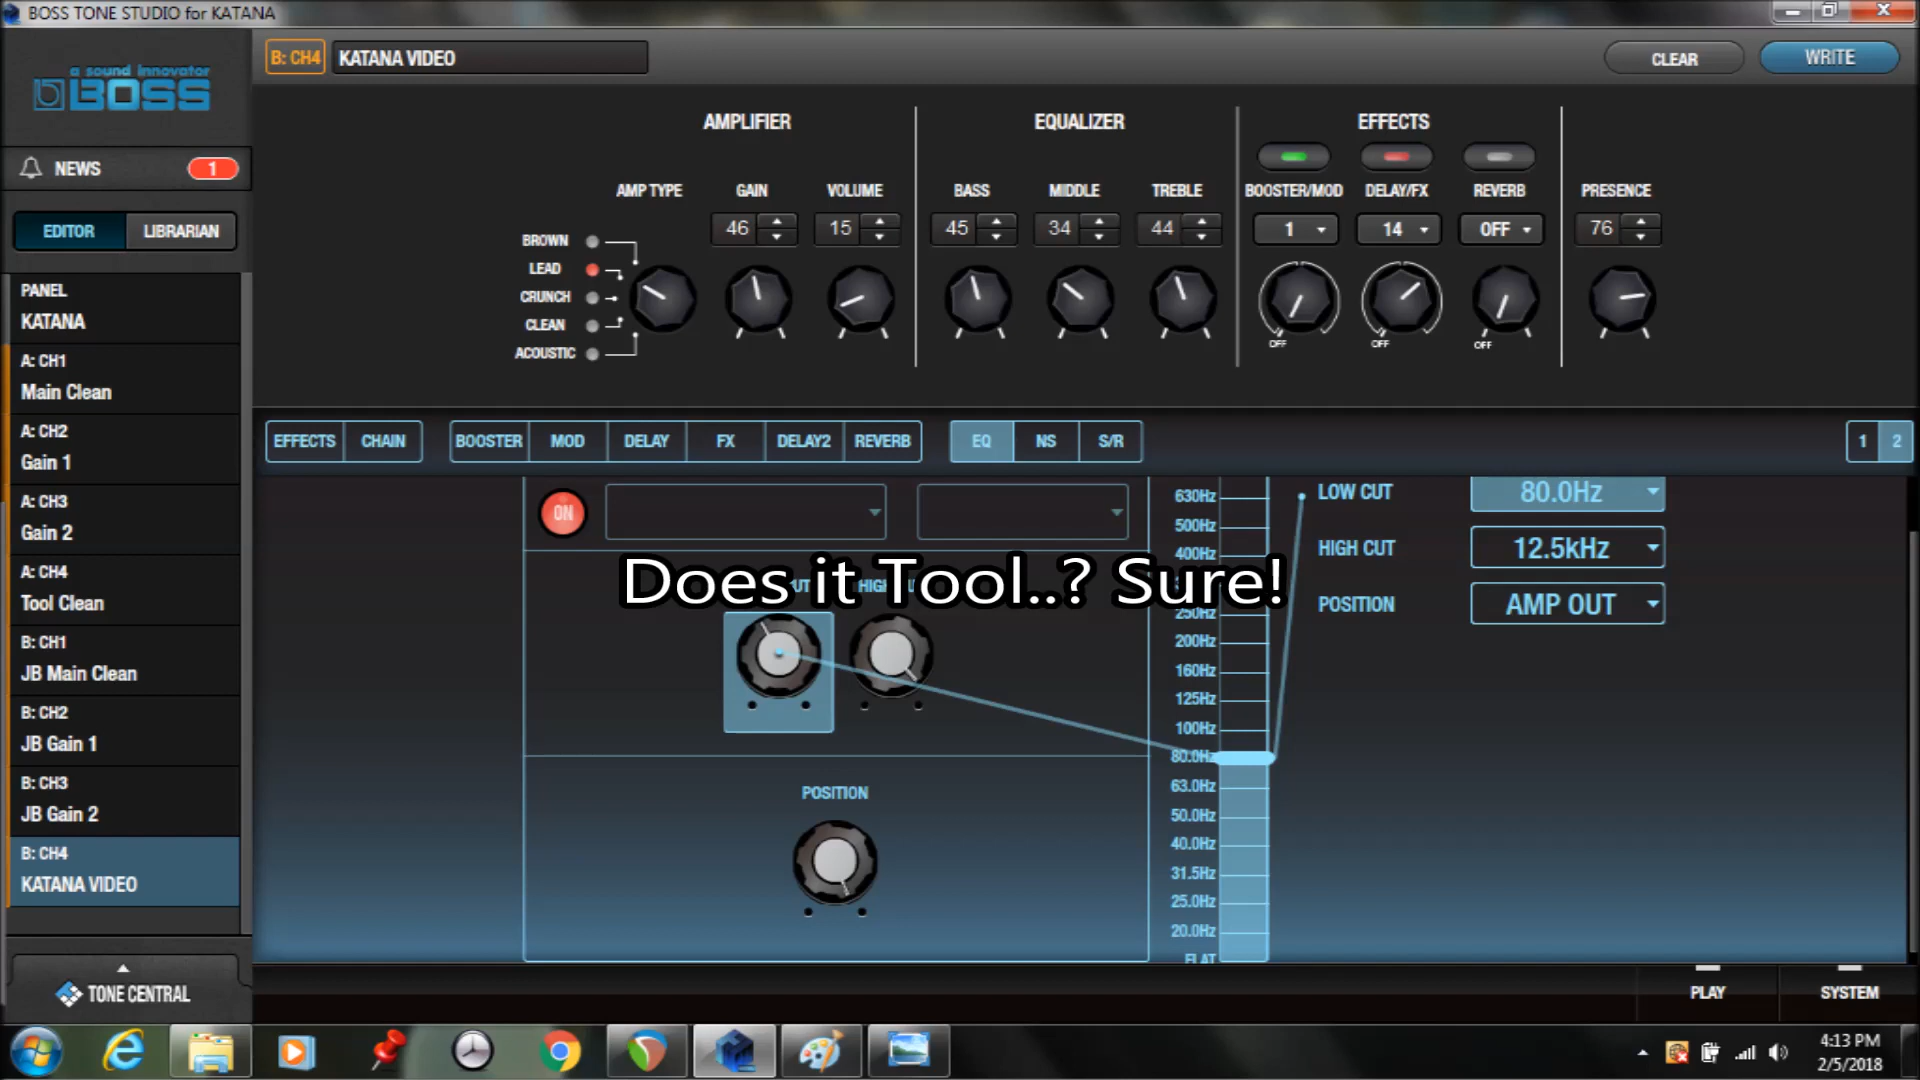 BOSS TONE STUDIO for KATANA
a sound innovator
BOSS
B: CH4 KATANA VIDEO
CLEAR WRITE
NEWS 1
EDITOR LIBRARIAN
PANEL
KATANA
A: CH1
Main Clean
A: CH2
Gain 1
A: CH3
Gain 2
A: CH4
Tool Clean
B: CH1
JB Main Clean
B: CH2
JB Gain 1
B: CH3
JB Gain 2
B: CH4
KATANA VIDEO
TONE CENTRAL
AMPLIFIER EQUALIZER EFFECTS
AMP TYPE GAIN VOLUME BASS MIDDLE TREBLE BOOSTER/MOD DELAY/FX REVERB PRESENCE
46 15 45 34 44 1 14 OFF 76
BROWN
LEAD
CRUNCH
CLEAN
ACOUSTIC
OFF OFF OFF
EFFECTS CHAIN BOOSTER MOD DELAY FX DELAY2 REVERB EQ NS S/R 1 2
ON
Does it Tool..? Sure!
POSITION
630Hz
500Hz
400Hz
250Hz
200Hz
160Hz
125Hz
100Hz
80.0Hz
63.0Hz
50.0Hz
40.0Hz
31.5Hz
25.0Hz
20.0Hz
FLAT
LOW CUT 80.0Hz
HIGH CUT 12.5kHz
POSITION AMP OUT
PLAY SYSTEM
4:13 PM
2/5/2018